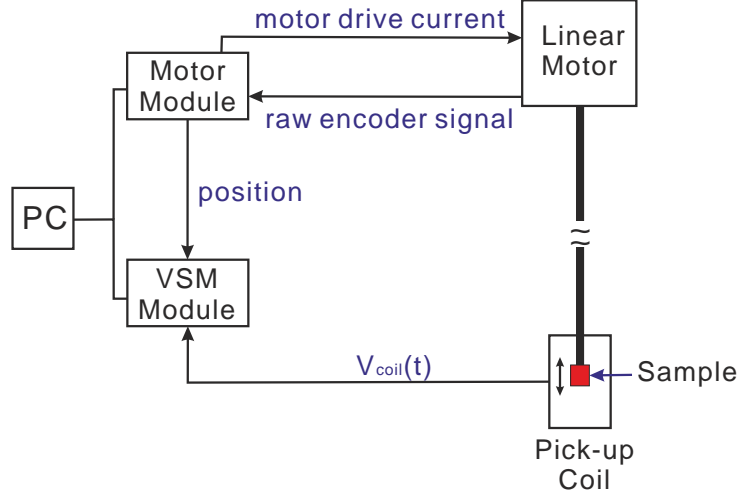 motor drive current
Linear
Motor
Motor
Module
raw encoder signal
position
PC
VSM
Module
≈
Vcoil(t)
Sample
Pick-up
Coil